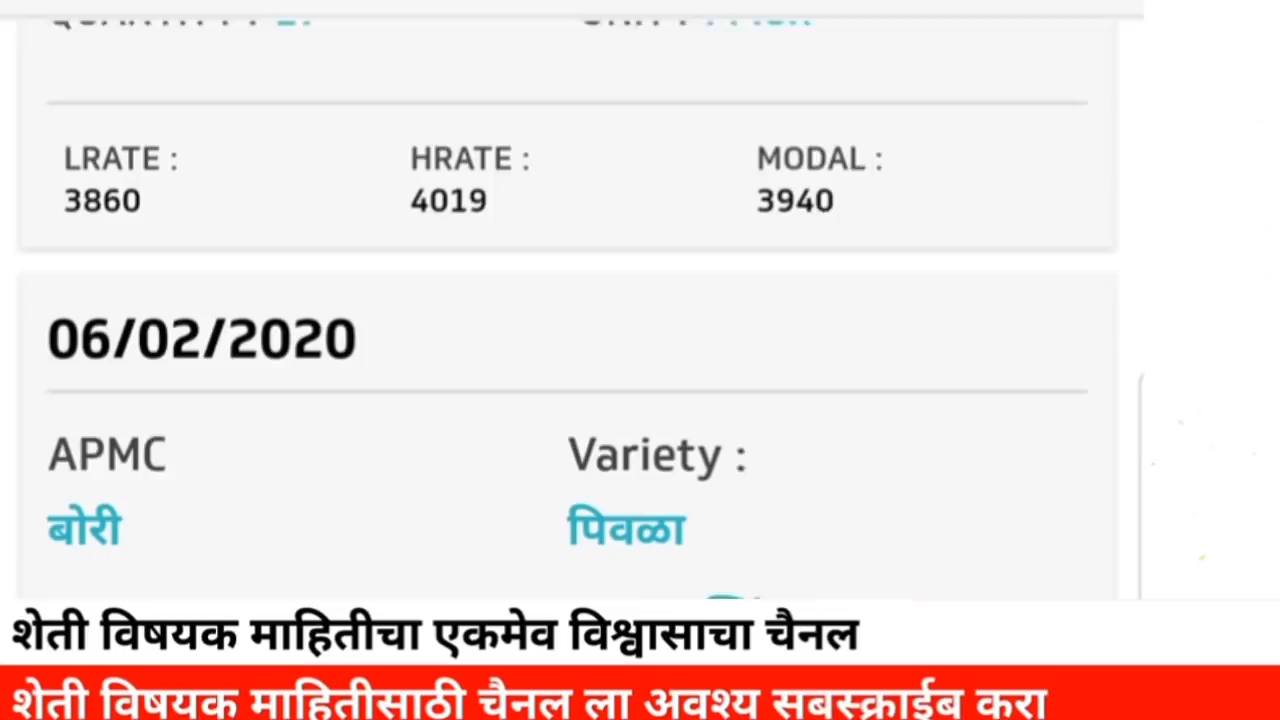 LRATE : HRATE : MODAL :
3860 4019 3940
06/02/2020
APMC Variety :
बोरी पिवळा
शेती विषयक माहितीचा एकमेव विश्वासाचा चैनल
शेती विषयक माहितीसाठी चैनल ला अवश्य सबस्क्राईब करा